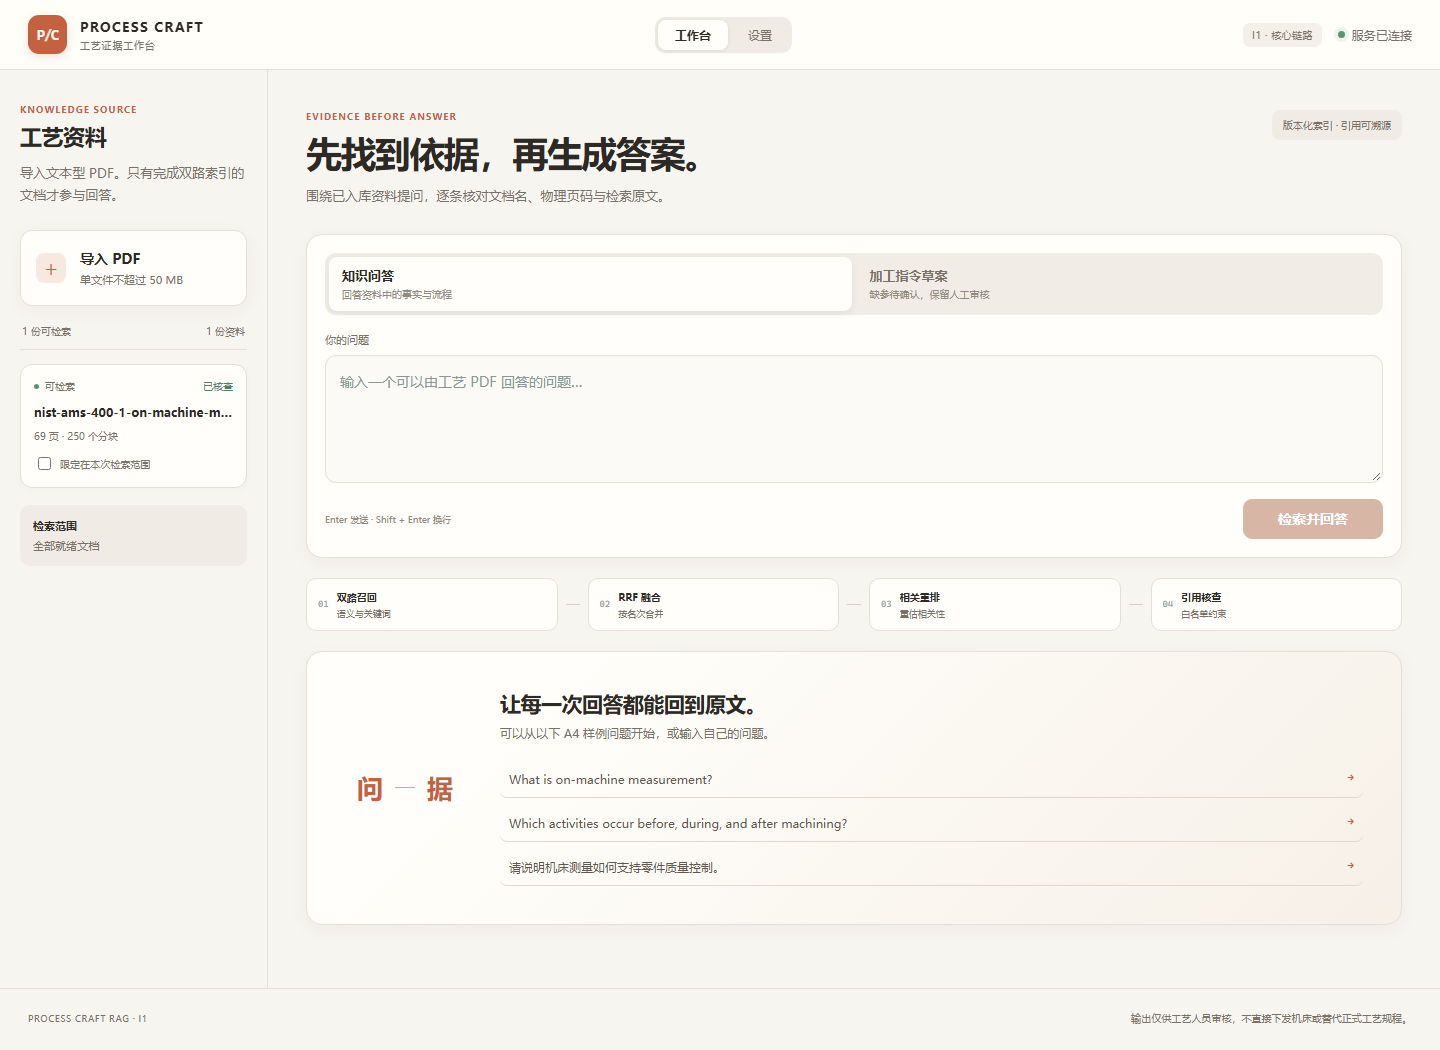 P/C
PROCESS CRAFT
工艺证据工作台
工作台
设置
I1 · 核心链路
服务已连接
KNOWLEDGE SOURCE
工艺资料
导入文本型 PDF。只有完成双路索引的
文档才参与回答。
+
导入 PDF
单文件不超过 50 MB
1 份可检索
1 份资料
可检索
已核查
nist-ams-400-1-on-machine-m...
69 页 · 250 个分块
限定在本次检索范围
检索范围
全部就绪文档
EVIDENCE BEFORE ANSWER
先找到依据，再生成答案。
围绕已入库资料提问，逐条核对文档名、物理页码与检索原文。
版本化索引 · 引用可溯源
知识问答
回答资料中的事实与流程
加工指令草案
缺参待确认，保留人工审核
你的问题
输入一个可以由工艺 PDF 回答的问题...
Enter 发送 · Shift + Enter 换行
检索并回答
01
双路召回
语义与关键词
02
RRF 融合
按名次合并
03
相关重排
重估相关性
04
引用核查
白名单约束
问 — 据
让每一次回答都能回到原文。
可以从以下 A4 样例问题开始，或输入自己的问题。
What is on-machine measurement? →
Which activities occur before, during, and after machining? →
请说明机床测量如何支持零件质量控制。 →
PROCESS CRAFT RAG · I1
输出仅供工艺人员审核，不直接下发机床或替代正式工艺规程。